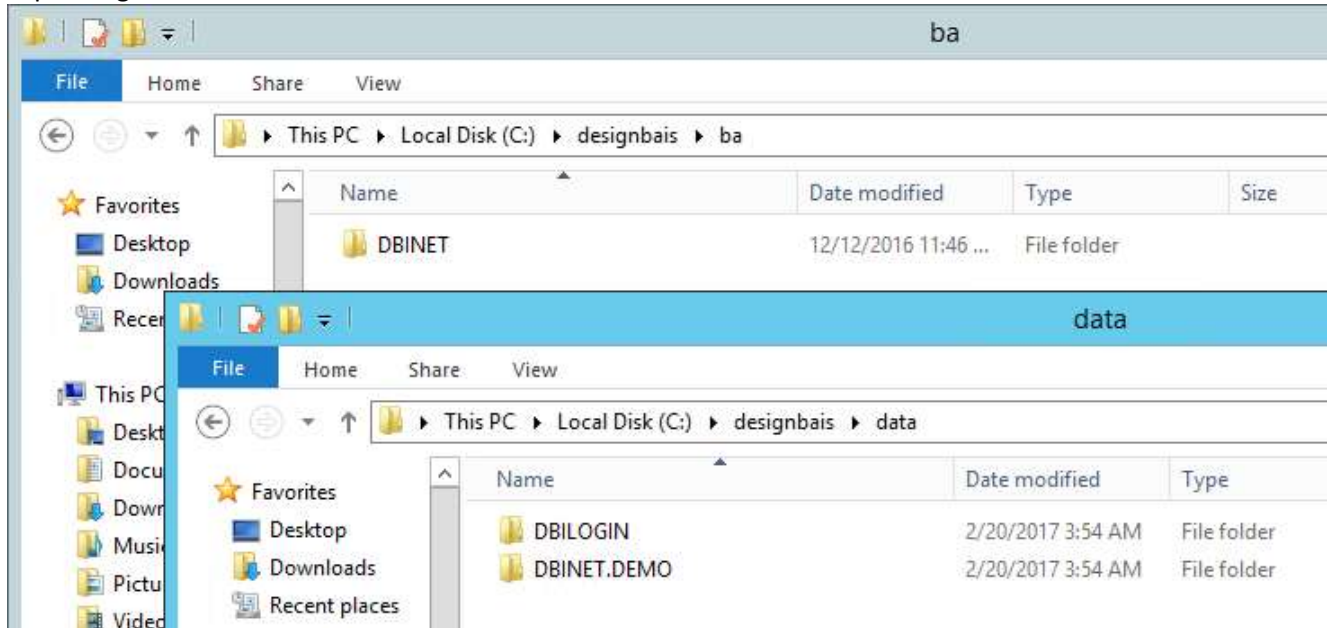 ba
File Home Share View
This PC Local Disk (C:) designbais ba
Name Date modified Type Size
Favorites
Desktop
Downloads
DBINET 12/12/2016 11:46 ... File folder
data
File Home Share View
This PC
This PC Local Disk (C:) designbais data
Name Date modified Type
Favorites
Desktop
Downloads
Recent places
DBILOGIN 2/20/2017 3:54 AM File folder
DBINET.DEMO 2/20/2017 3:54 AM File folder